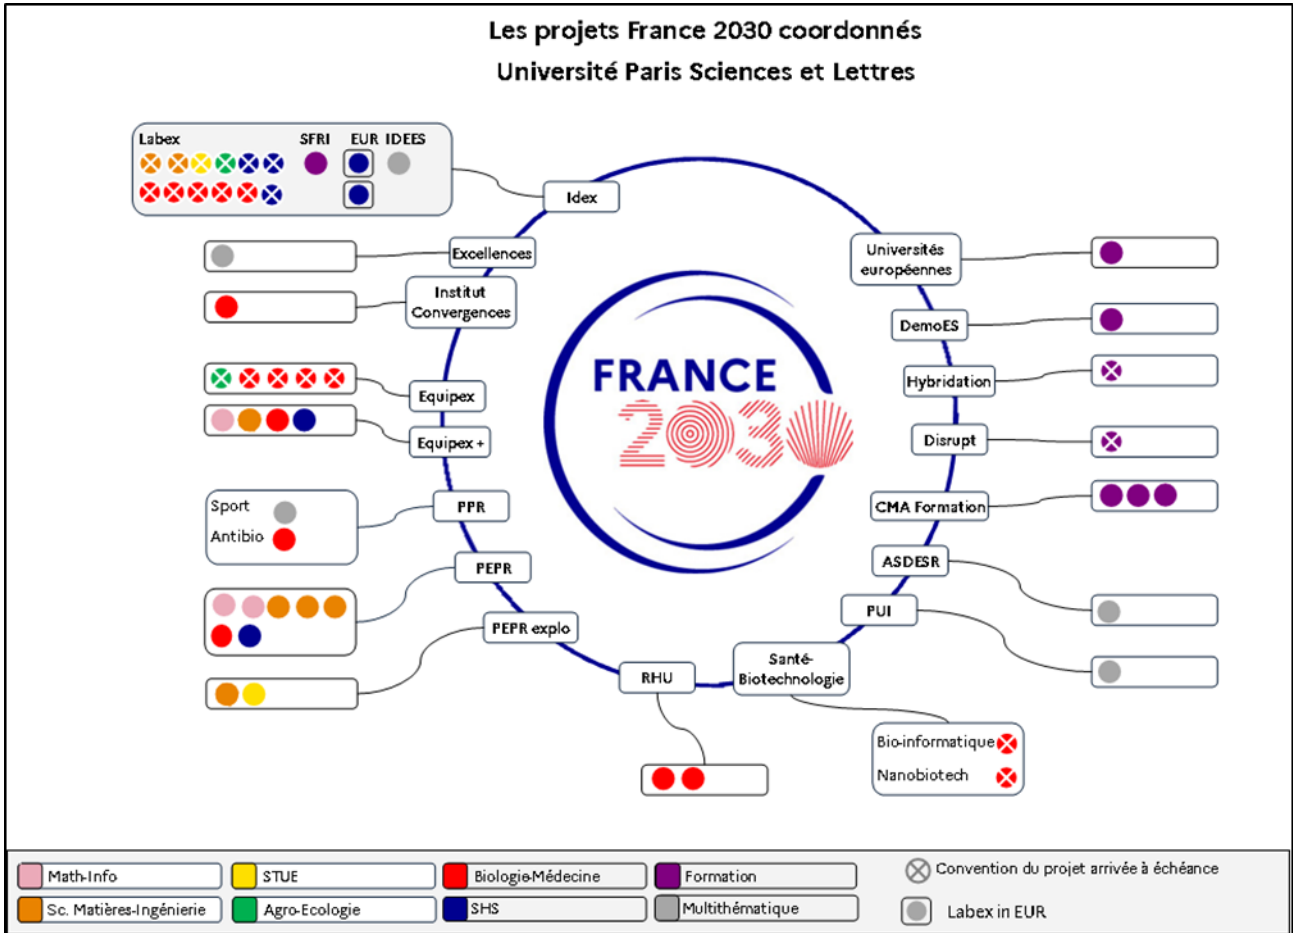 Les projets France 2030 coordonnés
Université Paris Sciences et Lettres
Labex SFRI EUR IDEES
Idex
Excellences
Institut
Convergences
Equipex
Equipex +
Sport
Antibio
PPR
PEPR
PEPR explo
RHU
Santé-
Biotechnologie
Bio-informatique
Nanobiotech
Universités
européennes
DemoES
Hybridation
Disrupt
CMA Formation
ASDESR
PUI
FRANCE
2030
Math-Info
STUE
Biologie-Médecine
Formation
Convention du projet arrivée à échéance
Sc. Matières-Ingénierie
Agro-Ecologie
SHS
Multithématique
Labex in EUR